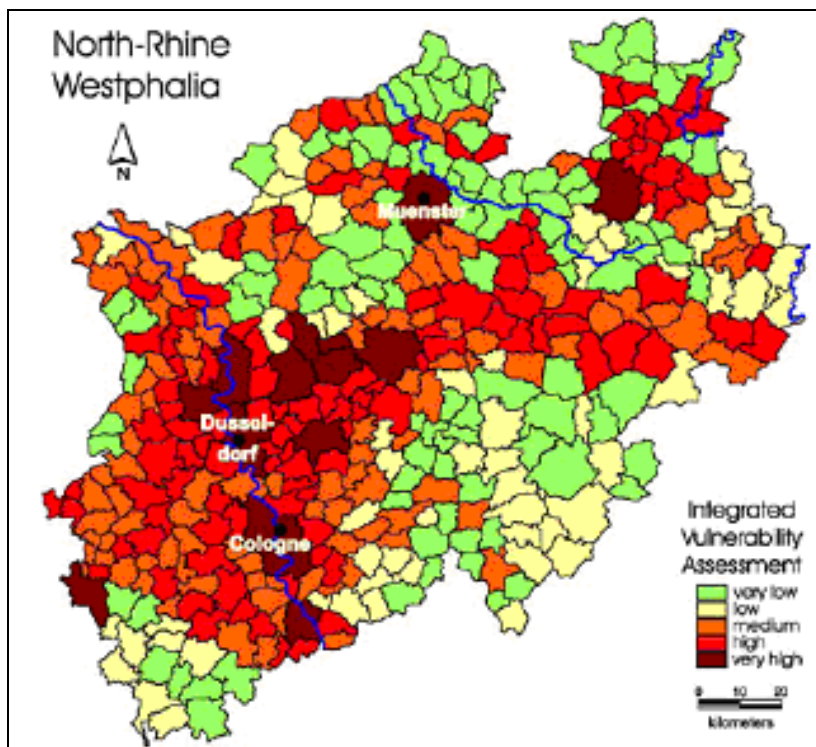 North-Rhine
Westphalia
N
Muenster
Dussel-
dorf
Cologne
Integrated
Vulnerability
Assessment
very low
low
medium
high
very high
0 10 20
kilometers